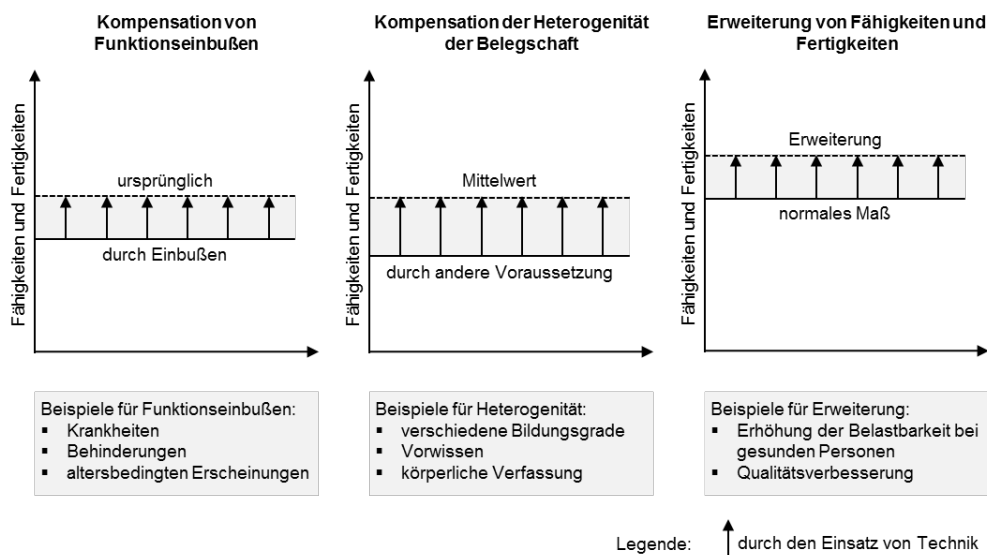 Kompensation von
Funktionseinbußen
Kompensation der Heterogenität
der Belegschaft
Erweiterung von Fähigkeiten und
Fertigkeiten
Fähigkeiten und Fertigkeiten
ursprünglich
durch Einbußen
Fähigkeiten und Fertigkeiten
Mittelwert
durch andere Voraussetzung
Fähigkeiten und Fertigkeiten
Erweiterung
normales Maß
Beispiele für Funktionseinbußen:
▪ Krankheiten
▪ Behinderungen
▪ altersbedingten Erscheinungen
Beispiele für Heterogenität:
▪ verschiedene Bildungsgrade
▪ Vorwissen
▪ körperliche Verfassung
Beispiele für Erweiterung:
▪ Erhöhung der Belastbarkeit bei
gesunden Personen
▪ Qualitätsverbesserung
Legende: durch den Einsatz von Technik